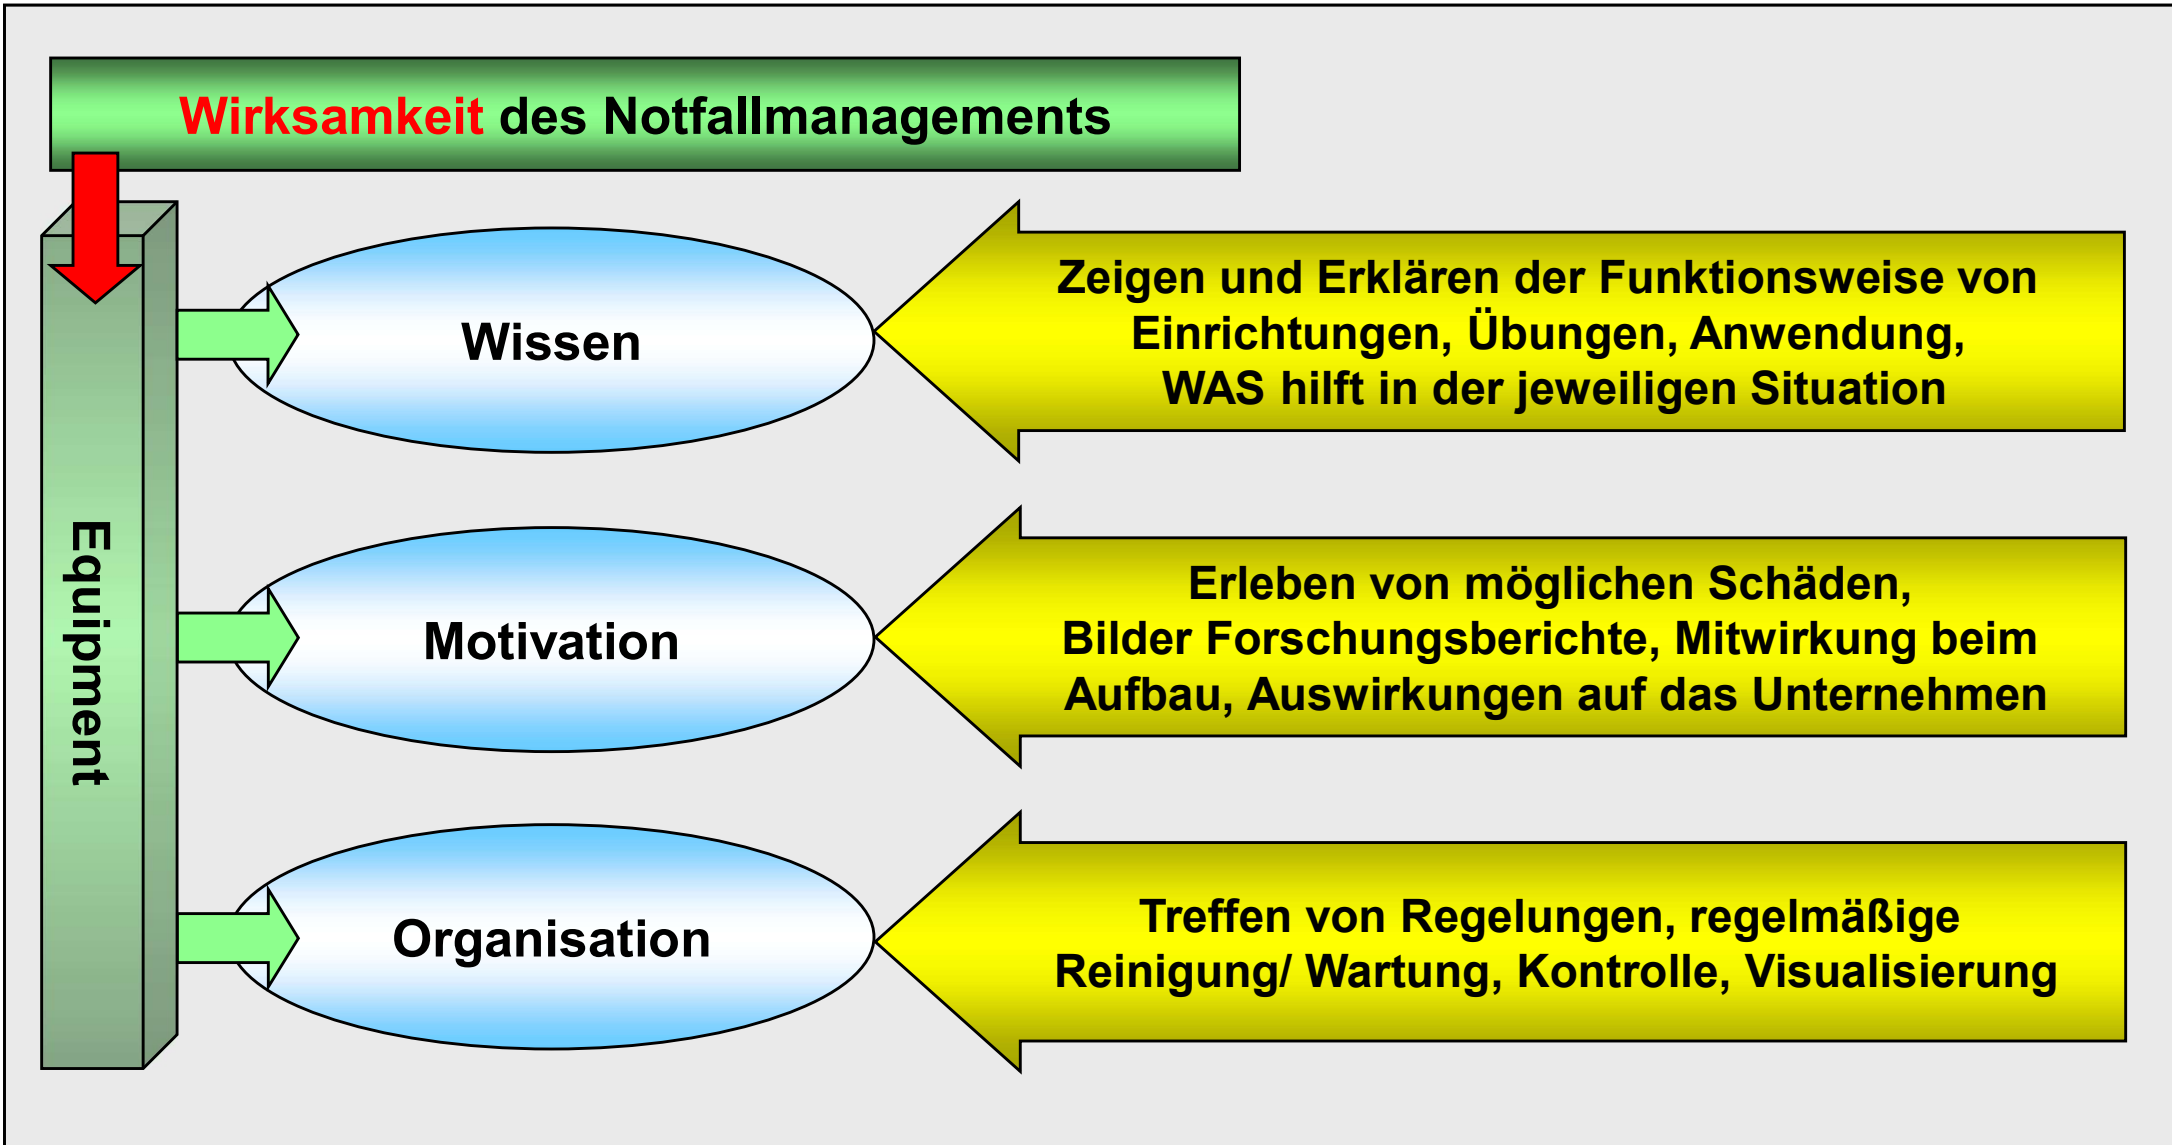 Wirksamkeit des Notfallmanagements
Equipment
Wissen
Zeigen und Erklären der Funktionsweise von
Einrichtungen, Übungen, Anwendung,
WAS hilft in der jeweiligen Situation
Motivation
Erleben von möglichen Schäden,
Bilder Forschungsberichte, Mitwirkung beim
Aufbau, Auswirkungen auf das Unternehmen
Organisation
Treffen von Regelungen, regelmäßige
Reinigung/ Wartung, Kontrolle, Visualisierung